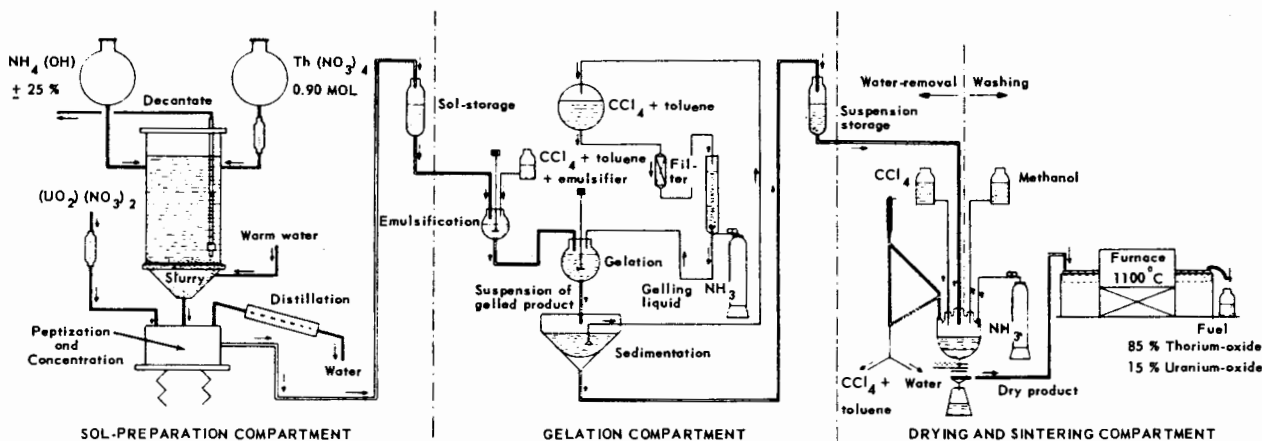 NH4(OH)
± 25 %
Th(NO3)4
0.90 MOL
Decantate
(UO2)(NO3)2
Warm water
Slurry
Distillation
Peptization
and
Concentration
Water
SOL-PREPARATION COMPARTMENT
Sol-storage
CCl4 + toluene
CCl4 + toluene
+ emulsifier
Filter
Emulsification
Gelation
Suspension of
gelled product
Gelling
liquid
NH3
Sedimentation
GELATION COMPARTMENT
Water-removal
Washing
Suspension
storage
CCl4
Methanol
Furnace
1100°C
NH3
Fuel
85 % Thorium-oxide
15 % Uranium-oxide
CCl4 +
toluene
Water
Dry product
DRYING AND SINTERING COMPARTMENT